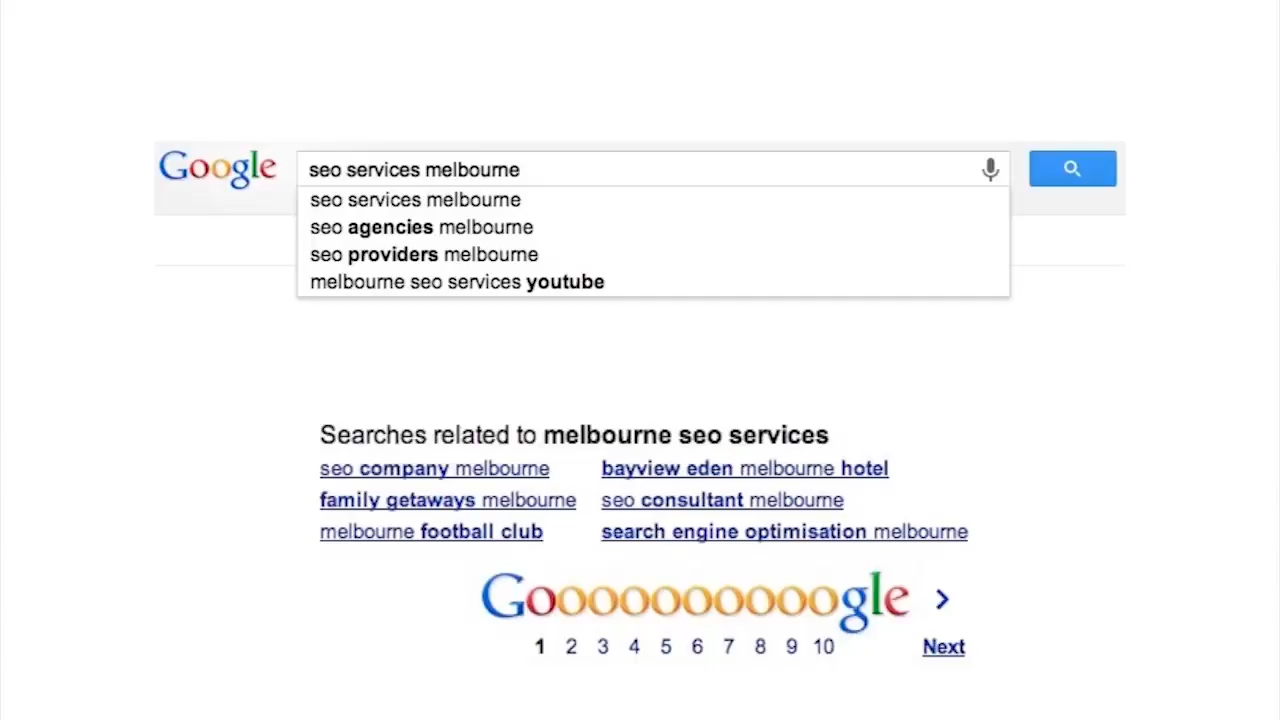 Google seo services melbourne
seo services melbourne
seo agencies melbourne
seo providers melbourne
melbourne seo services youtube
Searches related to melbourne seo services
seo company melbourne bayview eden melbourne hotel
family getaways melbourne seo consultant melbourne
melbourne football club search engine optimisation melbourne
Goooooooooogle >
1 2 3 4 5 6 7 8 9 10 Next